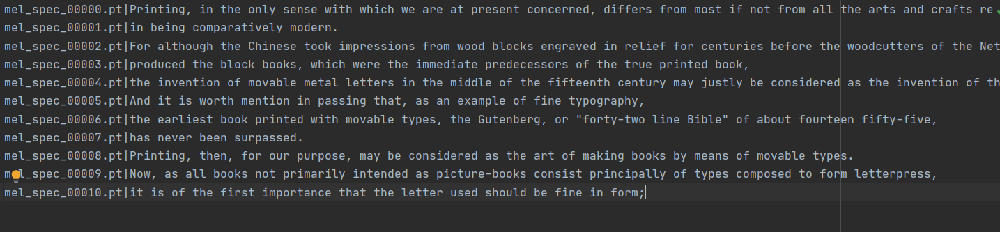 mel_spec_00000.pt|Printing, in the only sense with which we are at present concerned, differs from most if not from all the arts and crafts re
mel_spec_00001.pt|in being comparatively modern.
mel_spec_00002.pt|For although the Chinese took impressions from wood blocks engraved in relief for centuries before the woodcutters of the Net
mel_spec_00003.pt|produced the block books, which were the immediate predecessors of the true printed book,
mel_spec_00004.pt|the invention of movable metal letters in the middle of the fifteenth century may justly be considered as the invention of th
mel_spec_00005.pt|And it is worth mention in passing that, as an example of fine typography,
mel_spec_00006.pt|the earliest book printed with movable types, the Gutenberg, or "forty-two line Bible" of about fourteen fifty-five,
mel_spec_00007.pt|has never been surpassed.
mel_spec_00008.pt|Printing, then, for our purpose, may be considered as the art of making books by means of movable types.
mel_spec_00009.pt|Now, as all books not primarily intended as picture-books consist principally of types composed to form letterpress,
mel_spec_00010.pt|it is of the first importance that the letter used should be fine in form;